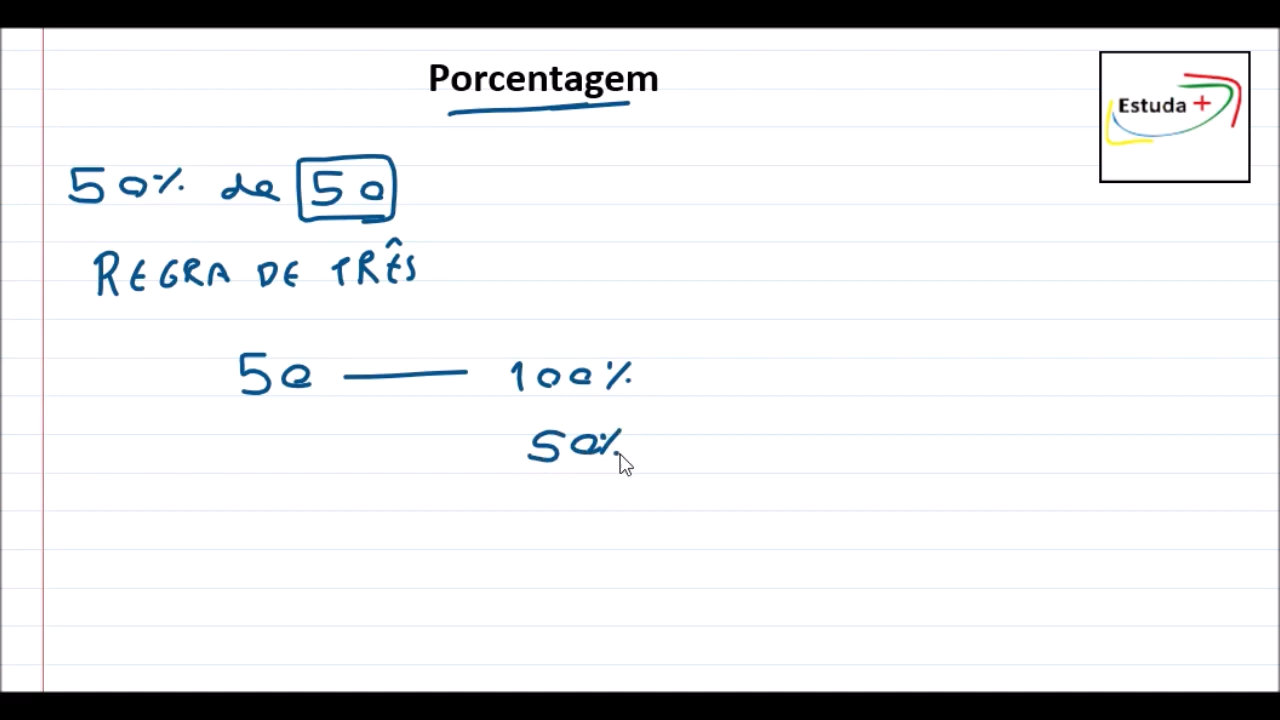 Porcentagem
Estuda +
50% de 50
REGRA DE TRÊS
50 — 100%
50%